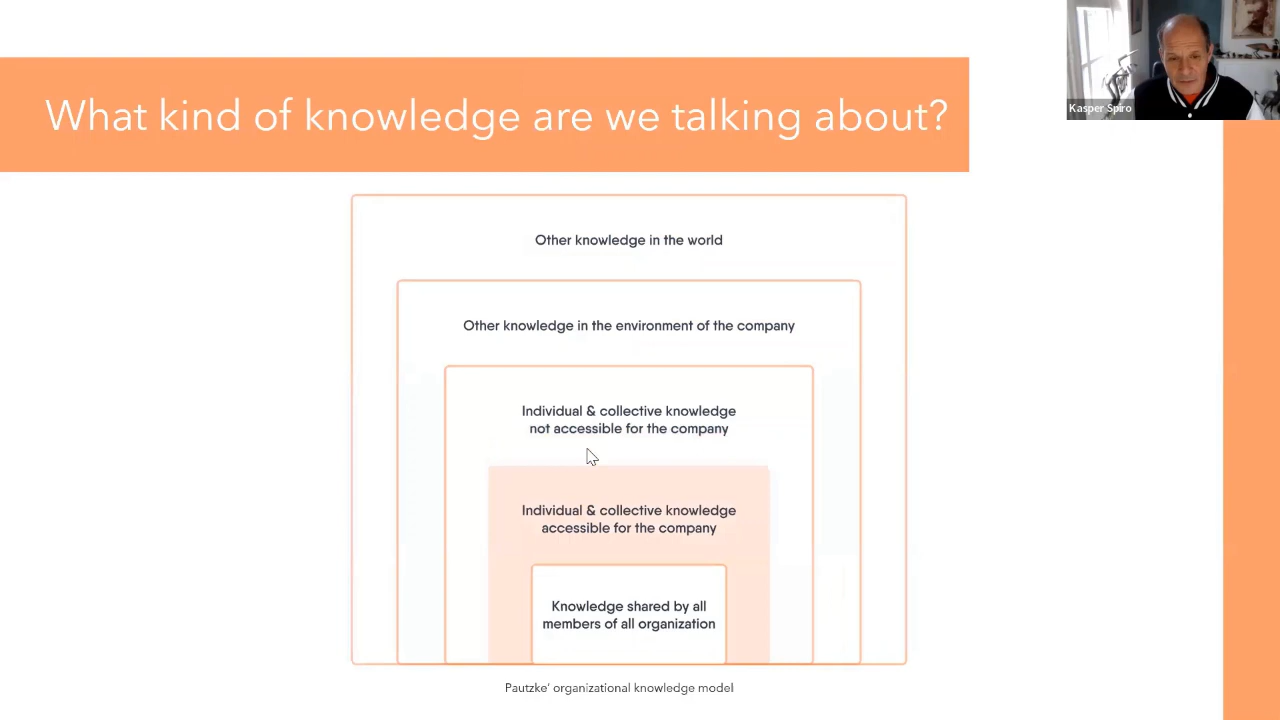 What kind of knowledge are we talking about?
Kasper Spiro
Other knowledge in the world
Other knowledge in the environment of the company
Individual & collective knowledge
not accessible for the company
Individual & collective knowledge
accessible for the company
Knowledge shared by all
members of all organization
Pautzke' organizational knowledge model